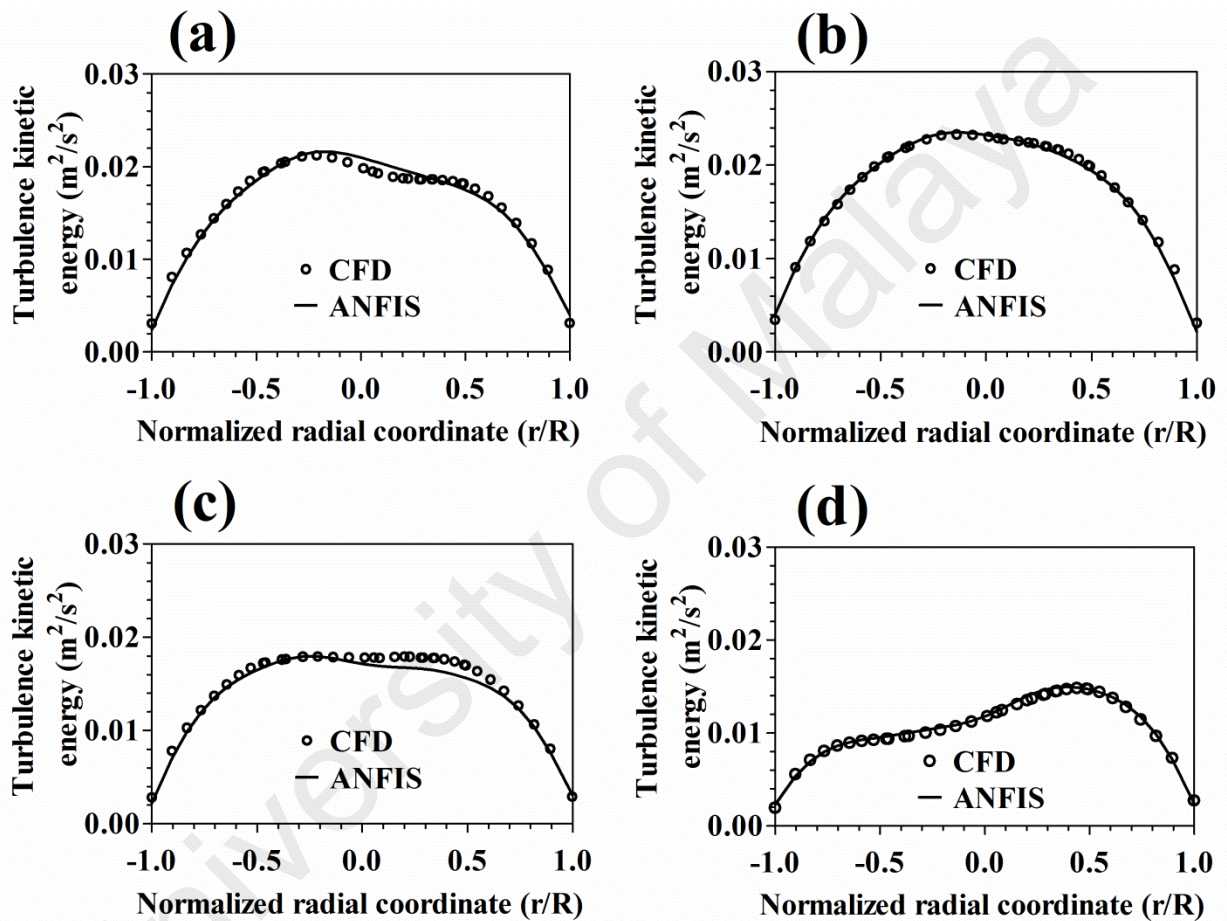 (a)
Turbulence kinetic
energy (m²/s²)
0.03
0.02
0.01
0.00
CFD
ANFIS
-1.0 -0.5 0.0 0.5 1.0
Normalized radial coordinate (r/R)
(b)
Turbulence kinetic
energy (m²/s²)
0.03
0.02
0.01
0.00
CFD
ANFIS
-1.0 -0.5 0.0 0.5 1.0
Normalized radial coordinate (r/R)
(c)
Turbulence kinetic
energy (m²/s²)
0.03
0.02
0.01
0.00
CFD
ANFIS
-1.0 -0.5 0.0 0.5 1.0
Normalized radial coordinate (r/R)
(d)
Turbulence kinetic
energy (m²/s²)
0.03
0.02
0.01
0.00
CFD
ANFIS
-1.0 -0.5 0.0 0.5 1.0
Normalized radial coordinate (r/R)
niversity of Malaya